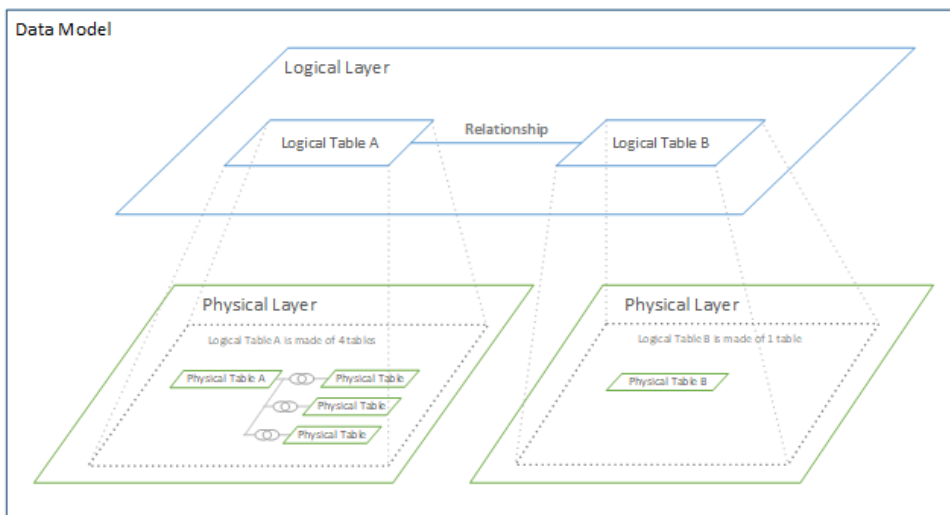 Data Model
Logical Layer
Logical Table A
Relationship
Logical Table B
Physical Layer
Logical Table A is made of 4 tables
Physical Table A
Physical Table
Physical Table
Physical Table
Physical Layer
Logical Table B is made of 1 table
Physical Table B